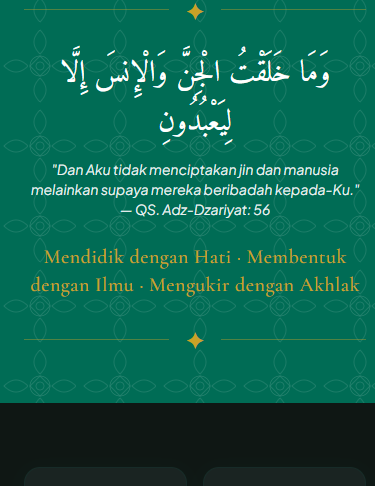 وَمَا خَلَقْتُ الْجِنَّ وَالْإِنسَ إِلَّا
لِيَعْبُدُونِ
"Dan Aku tidak menciptakan jin dan manusia
melainkan supaya mereka beribadah kepada-Ku."
— QS. Adz-Dzariyat: 56
Mendidik dengan Hati · Membentuk
dengan Ilmu · Mengukir dengan Akhlak